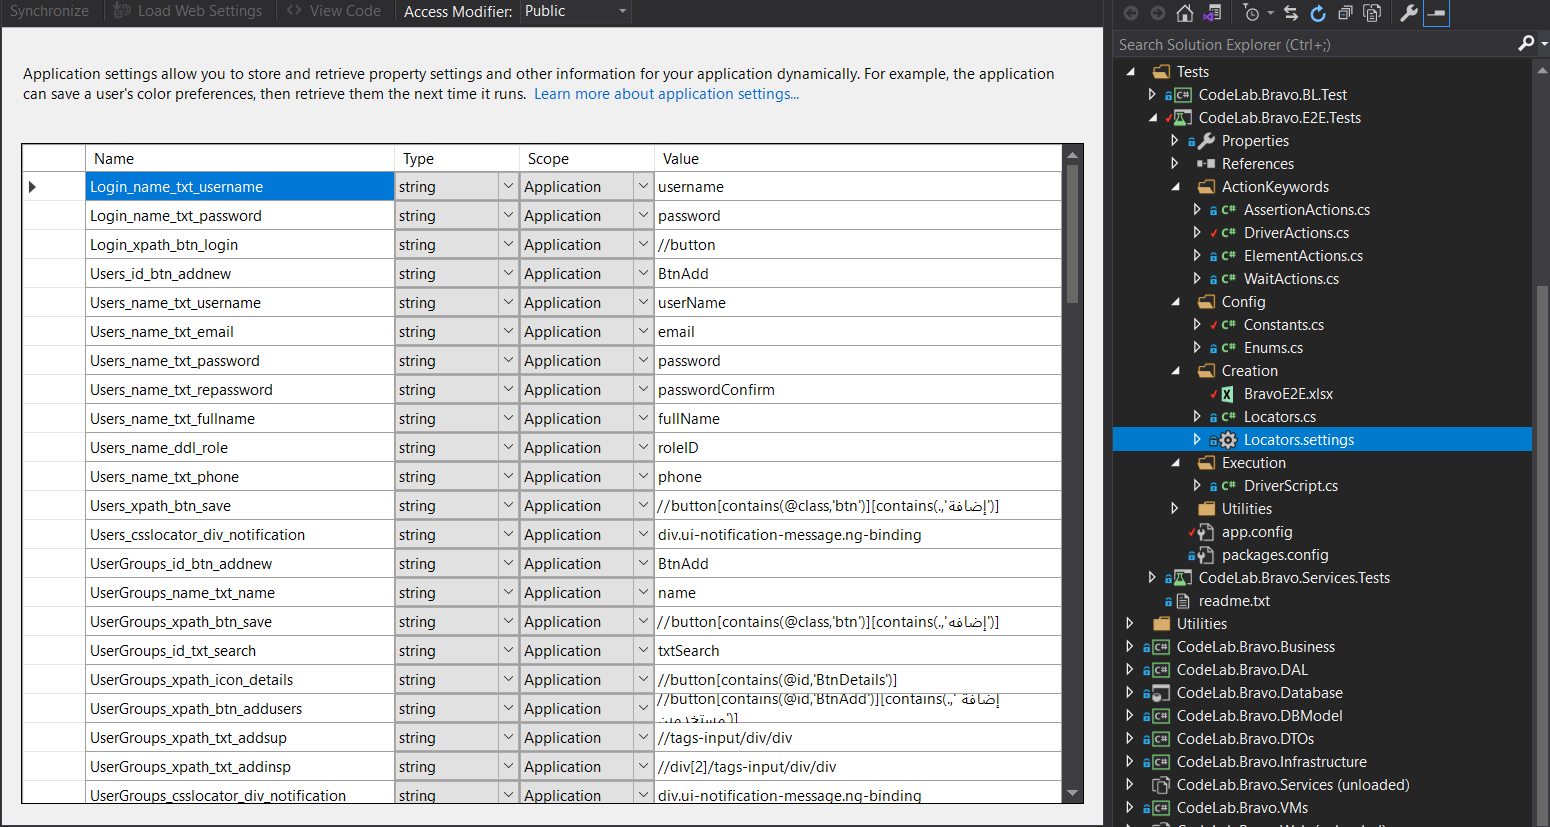 Synchronize Load Web Settings View Code Access Modifier: Public
Application settings allow you to store and retrieve property settings and other information for your application dynamically. For example, the application
can save a user's color preferences, then retrieve them the next time it runs. Learn more about application settings...
Name Type Scope Value
Login_name_txt_username string Application username
Login_name_txt_password string Application password
Login_xpath_btn_login string Application //button
Users_id_btn_addnew string Application BtnAdd
Users_name_txt_username string Application userName
Users_name_txt_email string Application email
Users_name_txt_password string Application password
Users_name_txt_repassword string Application passwordConfirm
Users_name_txt_fullname string Application fullName
Users_name_ddl_role string Application roleID
Users_name_txt_phone string Application phone
Users_xpath_btn_save string Application //button[contains(@class,'btn')][contains(.,'إضافة')]
Users_csslocator_div_notification string Application div.ui-notification-message.ng-binding
UserGroups_id_btn_addnew string Application BtnAdd
UserGroups_name_txt_name string Application name
UserGroups_xpath_btn_save string Application //button[contains(@class,'btn')][contains(.,'إضافه')]
UserGroups_id_txt_search string Application txtSearch
UserGroups_xpath_icon_details string Application //button[contains(@id,'BtnDetails')]
UserGroups_xpath_btn_addusers string Application //button[contains(@id,'BtnAdd')][contains(.,' إضافة
مستخدمين')]
UserGroups_xpath_txt_addsup string Application //tags-input/div/div
UserGroups_xpath_txt_addinsp string Application //div[2]/tags-input/div/div
UserGroups_csslocator_div_notification string Application div.ui-notification-message.ng-binding
Search Solution Explorer (Ctrl+;)
Tests
C# CodeLab.Bravo.BL.Test
CodeLab.Bravo.E2E.Tests
Properties
References
ActionKeywords
C# AssertionActions.cs
C# DriverActions.cs
C# ElementActions.cs
C# WaitActions.cs
Config
C# Constants.cs
C# Enums.cs
Creation
BravoE2E.xlsx
C# Locators.cs
Locators.settings
Execution
C# DriverScript.cs
Utilities
app.config
packages.config
CodeLab.Bravo.Services.Tests
readme.txt
Utilities
C# CodeLab.Bravo.Business
C# CodeLab.Bravo.DAL
CodeLab.Bravo.Database
C# CodeLab.Bravo.DBModel
C# CodeLab.Bravo.DTOs
C# CodeLab.Bravo.Infrastructure
CodeLab.Bravo.Services (unloaded)
C# CodeLab.Bravo.VMs